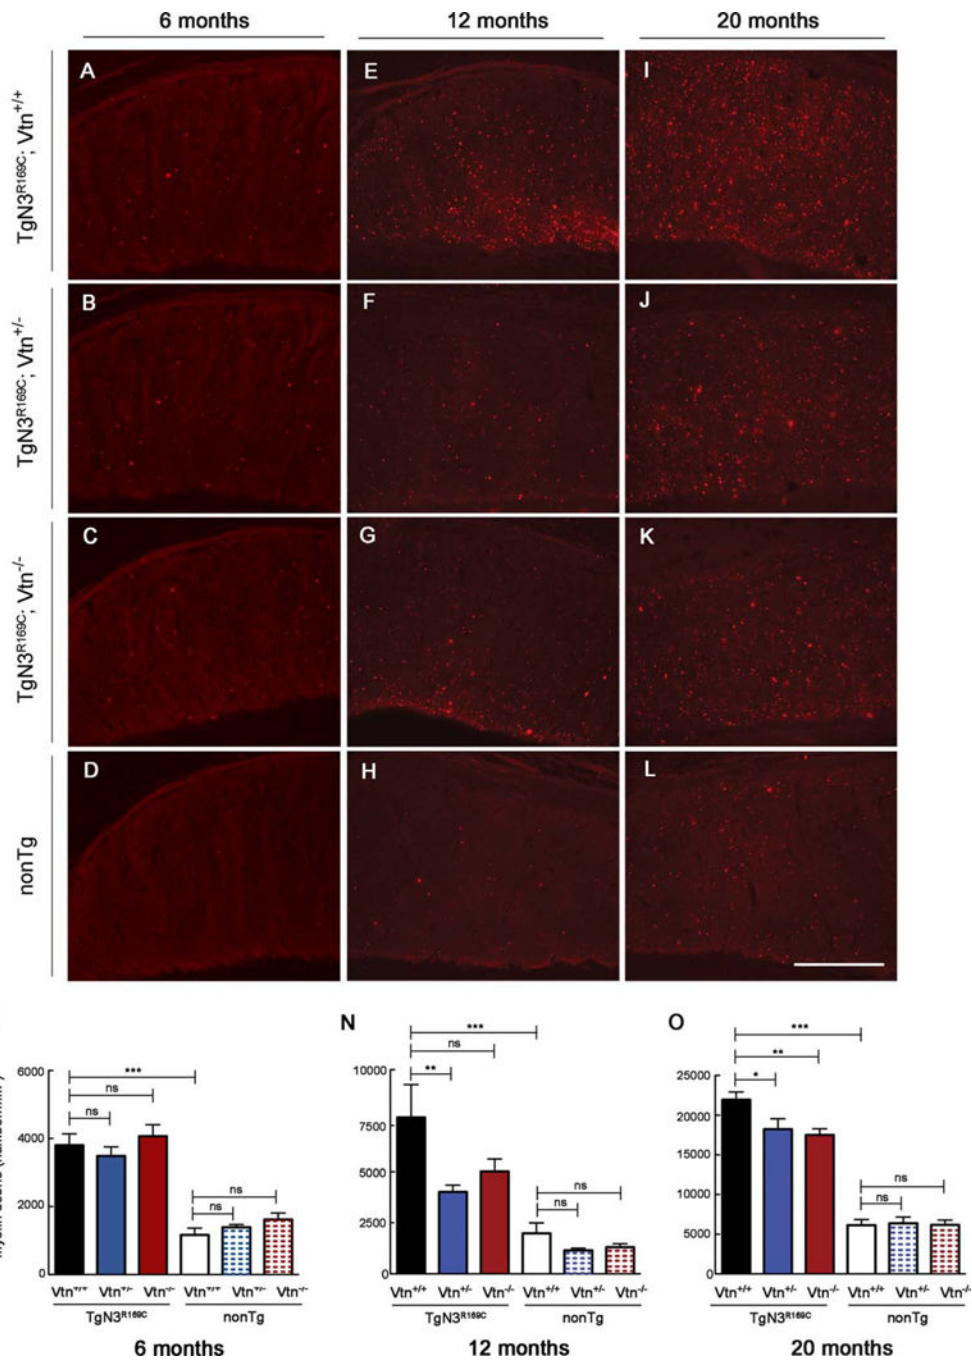 6 months 12 months 20 months
TgN3R169C; Vtn+/+
A E I
TgN3R169C; Vtn+/-
B F J
TgN3R169C; Vtn-/-
C G K
nonTg
D H L
N O
*** ns ns ns ns
6000
4000
2000
0
Vtn+/+ Vtn+/- Vtn-/- Vtn+/+ Vtn+/- Vtn-/-
TgN3R169C nonTg
6 months
*** ns ** ns ns
10000
7500
5000
2500
0
Vtn+/+ Vtn+/- Vtn-/- Vtn+/+ Vtn+/- Vtn-/-
TgN3R169C nonTg
12 months
*** ** * ns ns
25000
20000
15000
10000
5000
0
Vtn+/+ Vtn+/- Vtn-/- Vtn+/+ Vtn+/- Vtn-/-
TgN3R169C nonTg
20 months